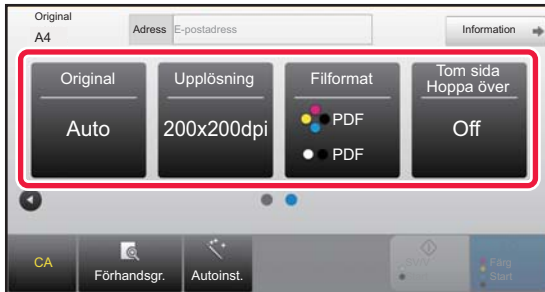 Original
A4
Adress E-postadress
Information
Original
Auto
Upplösning
200x200dpi
Filformat
PDF
PDF
Tom sida
Hoppa över
Off
CA
Förhandsgr.
Autoinst.
SV/V
Start
Färg
Start